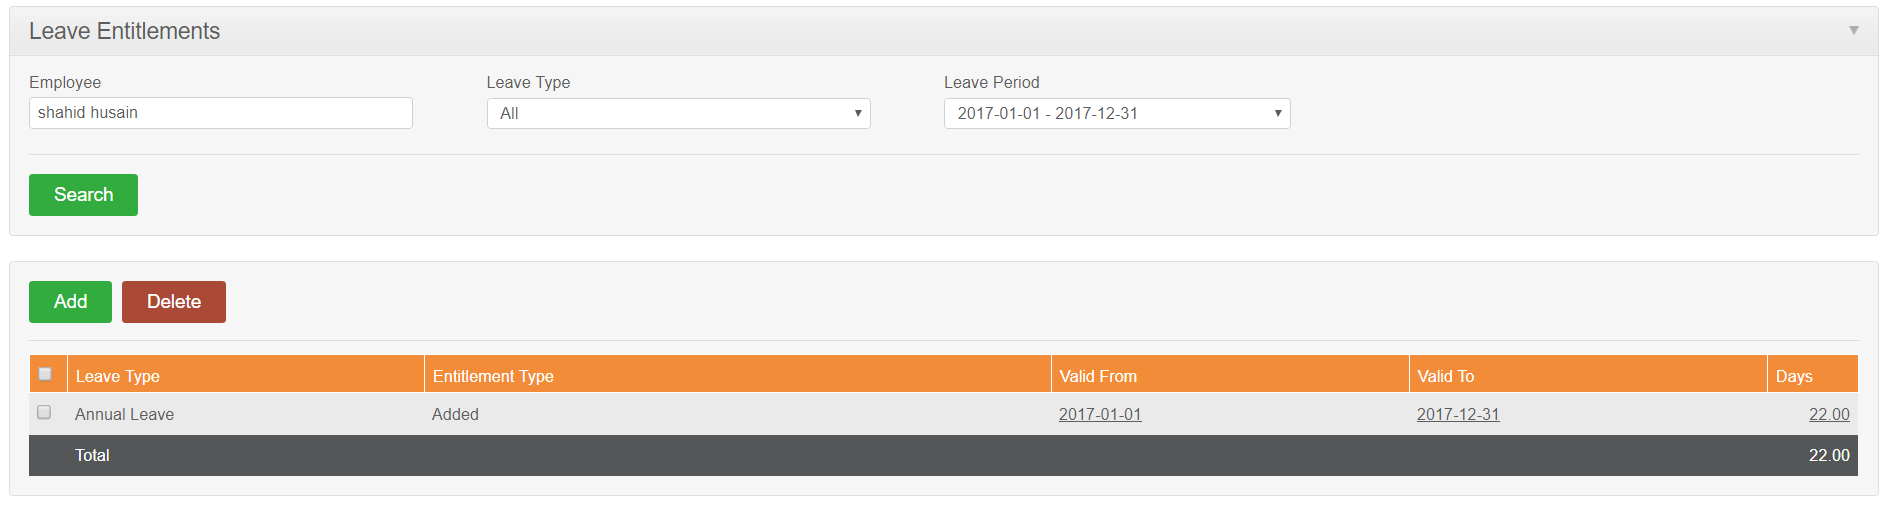 Leave Entitlements
Employee Leave Type Leave Period
shahid husain All 2017-01-01 - 2017-12-31
Search
Add Delete
Leave Type Entitlement Type Valid From Valid To Days
Annual Leave Added 2017-01-01 2017-12-31 22.00
Total 22.00